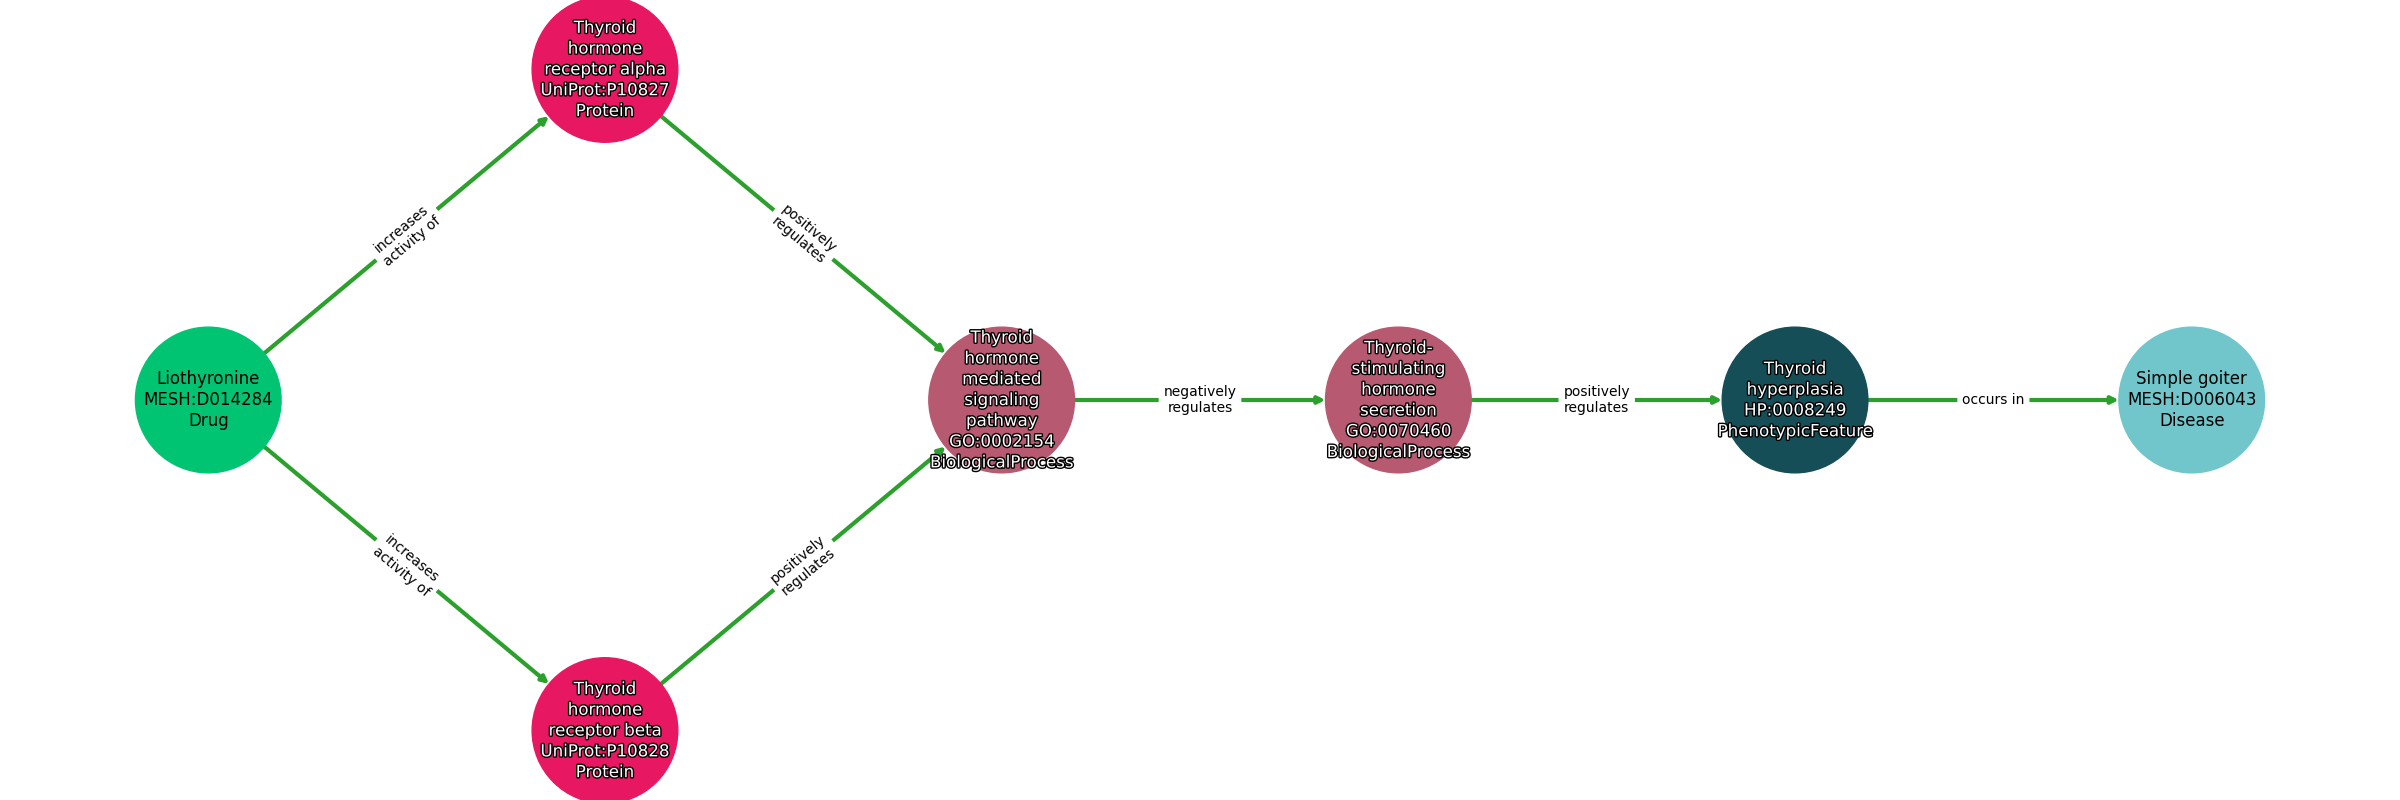 Thyroid
hormone
receptor alpha
UniProt:P10827
Protein
increases
activity of
positively
regulates
Liothyronine
MESH:D014284
Drug
Thyroid
hormone
mediated
signaling
pathway
GO:0002154
BiologicalProcess
negatively
regulates
Thyroid-
stimulating
hormone
secretion
GO:0070460
BiologicalProcess
positively
regulates
Thyroid
hyperplasia
HP:0008249
PhenotypicFeature
occurs in
Simple goiter
MESH:D006043
Disease
increases
activity of
positively
regulates
Thyroid
hormone
receptor beta
UniProt:P10828
Protein